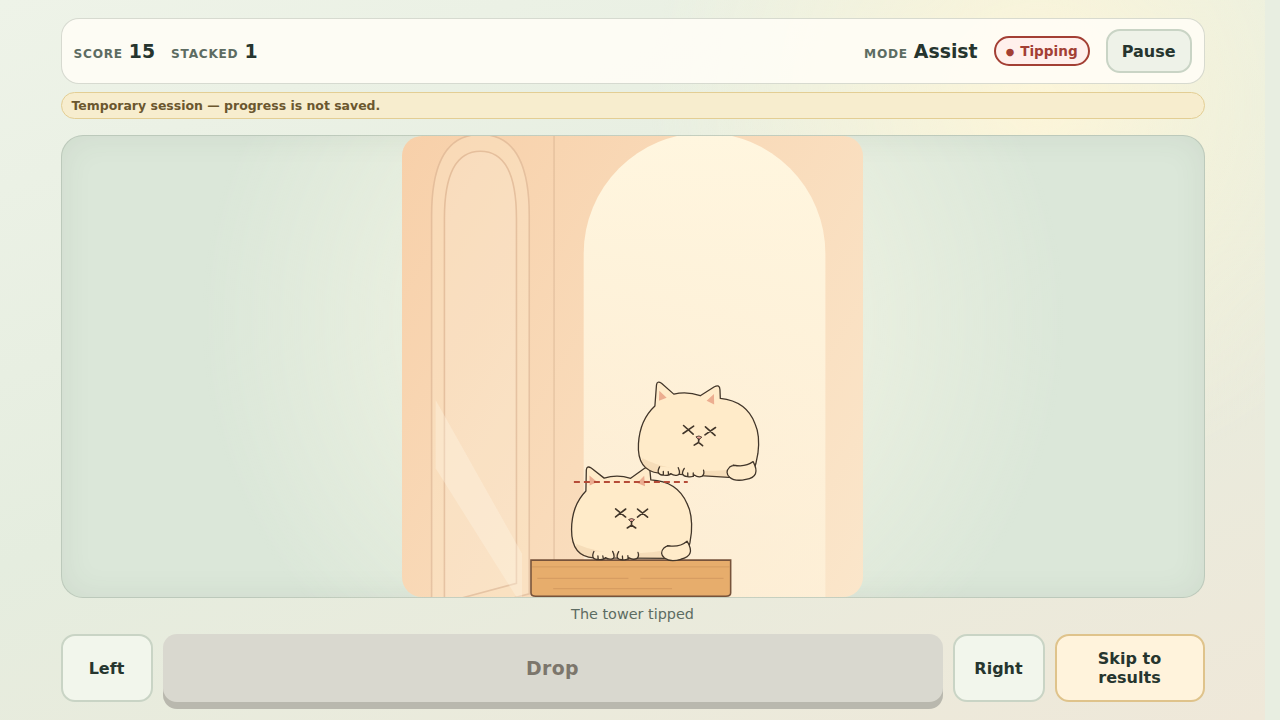 SCORE 15 STACKED 1
MODE Assist
Tipping
Pause
Temporary session — progress is not saved.
The tower tipped
Left
Drop
Right
Skip to
results